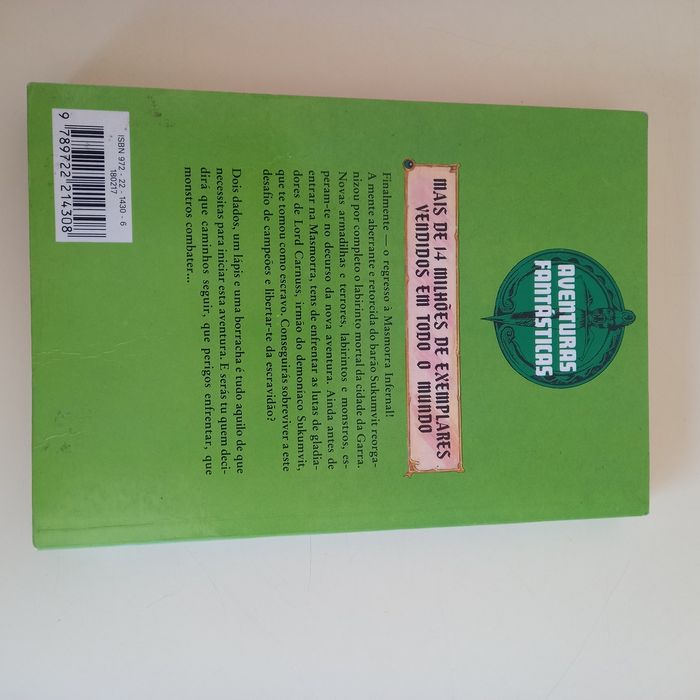 AVENTURAS
FANTÁSTICAS
MAIS DE 14 MILHÕES DE EXEMPLARES
VENDIDOS EM TODO O MUNDO
Finalmente — o regresso à Masmorra Infernal!
A mente aberrante e retorcida do barão Sukumvit reorga-
nizou por completo o labirinto mortal da cidade da Garra.
Novas armadilhas e terrores, labirintos e monstros, es-
peram-te no decurso da nova aventura. Ainda antes de
entrar na Masmorra, tens de enfrentar as lutas de gladia-
dores de Lord Carnuss, irmão do demoníaco Sukumvit,
que te tomou como escravo. Conseguirás sobreviver a este
desafio de campeões e libertar-te da escravidão?
Dois dados, um lápis e uma borracha é tudo aquilo de que
necessitas para iniciar esta aventura. E serás tu quem deci-
dirá que caminhos seguir, que perigos enfrentar, que
monstros combater...
ISBN 972-22-1430-6
180217
9 789722 214308